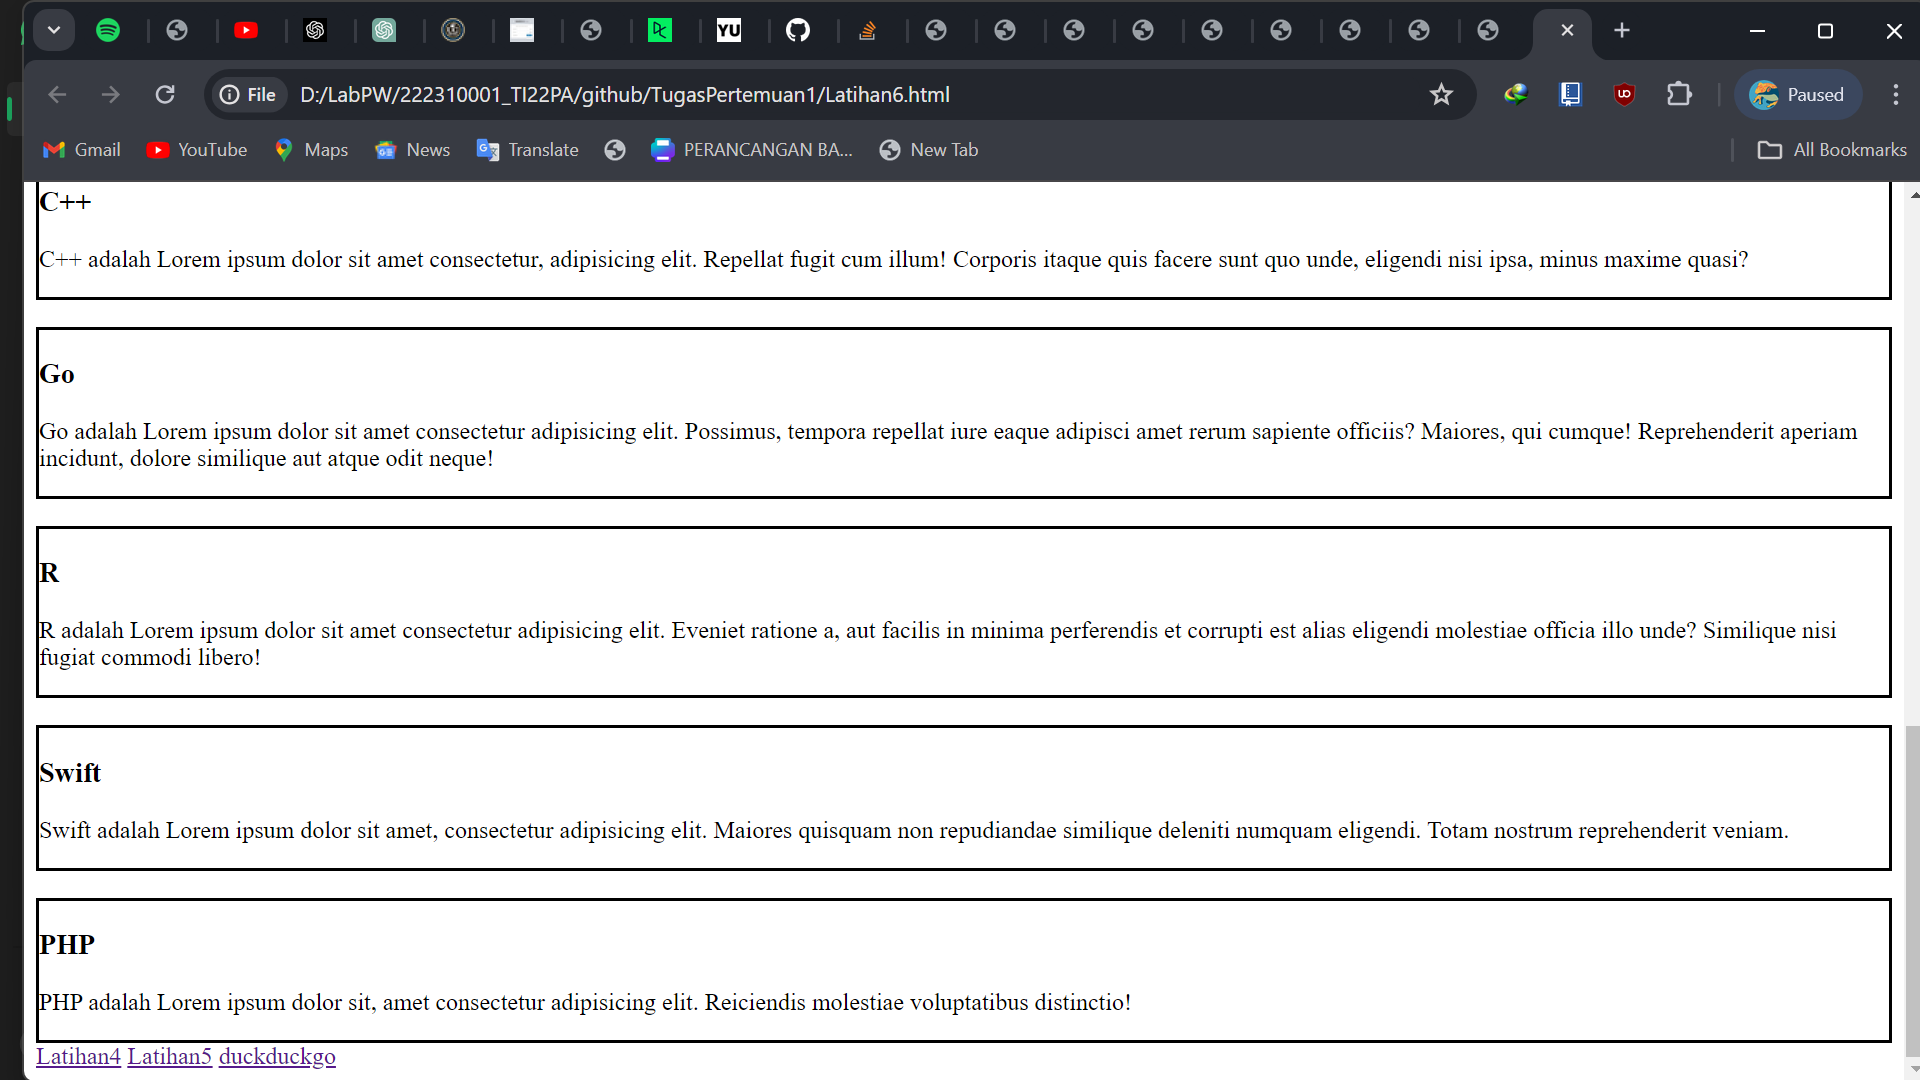 DC
YU
File
D:/LabPW/222310001_TI22PA/github/TugasPertemuan1/Latihan6.html
Paused
Gmail
YouTube
Maps
News
Translate
PERANCANGAN BA...
New Tab
All Bookmarks
C++
C++ adalah Lorem ipsum dolor sit amet consectetur, adipisicing elit. Repellat fugit cum illum! Corporis itaque quis facere sunt quo unde, eligendi nisi ipsa, minus maxime quasi?
Go
Go adalah Lorem ipsum dolor sit amet consectetur adipisicing elit. Possimus, tempora repellat iure eaque adipisci amet rerum sapiente officiis? Maiores, qui cumque! Reprehenderit aperiam
incidunt, dolore similique aut atque odit neque!
R
R adalah Lorem ipsum dolor sit amet consectetur adipisicing elit. Eveniet ratione a, aut facilis in minima perferendis et corrupti est alias eligendi molestiae officia illo unde? Similique nisi
fugiat commodi libero!
Swift
Swift adalah Lorem ipsum dolor sit amet, consectetur adipisicing elit. Maiores quisquam non repudiandae similique deleniti numquam eligendi. Totam nostrum reprehenderit veniam.
PHP
PHP adalah Lorem ipsum dolor sit, amet consectetur adipisicing elit. Reiciendis molestiae voluptatibus distinctio!
Latihan4 Latihan5 duckduckgo